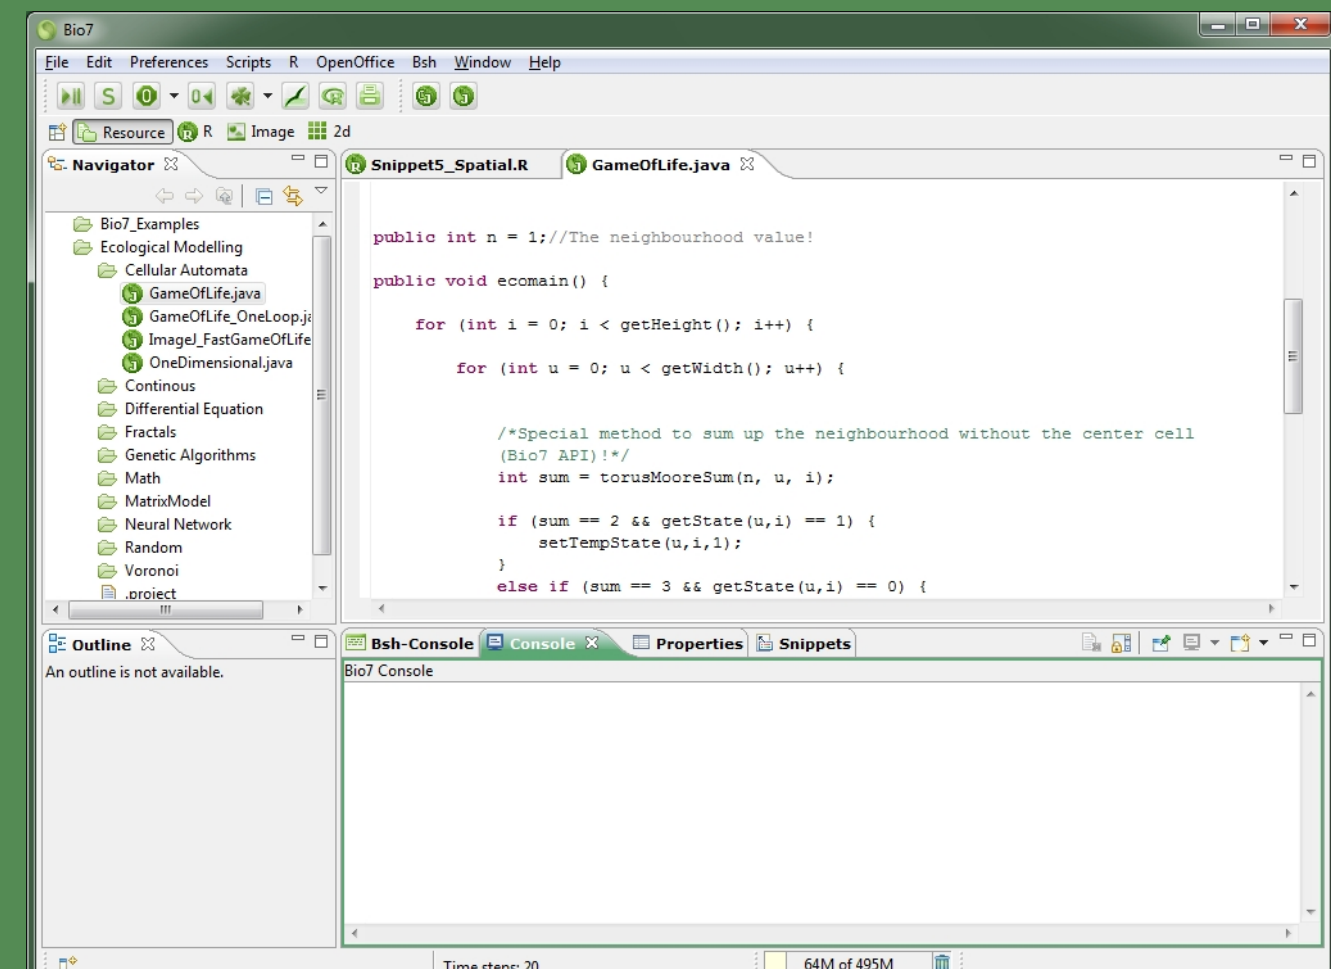 Bio7
File Edit Preferences Scripts R OpenOffice Bsh Window Help
Resource R Image 2d
Navigator
Bio7_Examples
Ecological Modelling
Cellular Automata
GameOfLife.java
GameOfLife_OneLoop.ja
ImageJ_FastGameOfLife
OneDimensional.java
Continous
Differential Equation
Fractals
Genetic Algorithms
Math
MatrixModel
Neural Network
Random
Voronoi
.project
Snippet5_Spatial.R GameOfLife.java
public int n = 1;//The neighbourhood value!
public void ecomain() {
for (int i = 0; i < getHeight(); i++) {
for (int u = 0; u < getWidth(); u++) {
/*Special method to sum up the neighbourhood without the center cell
(Bio7 API)!*/
int sum = torusMooreSum(n, u, i);
if (sum == 2 && getState(u,i) == 1) {
setTempState(u,i,1);
}
else if (sum == 3 && getState(u,i) == 0) {
Outline
An outline is not available.
Bsh-Console Console Properties Snippets
Bio7 Console
Time steps: 20
64M of 495M